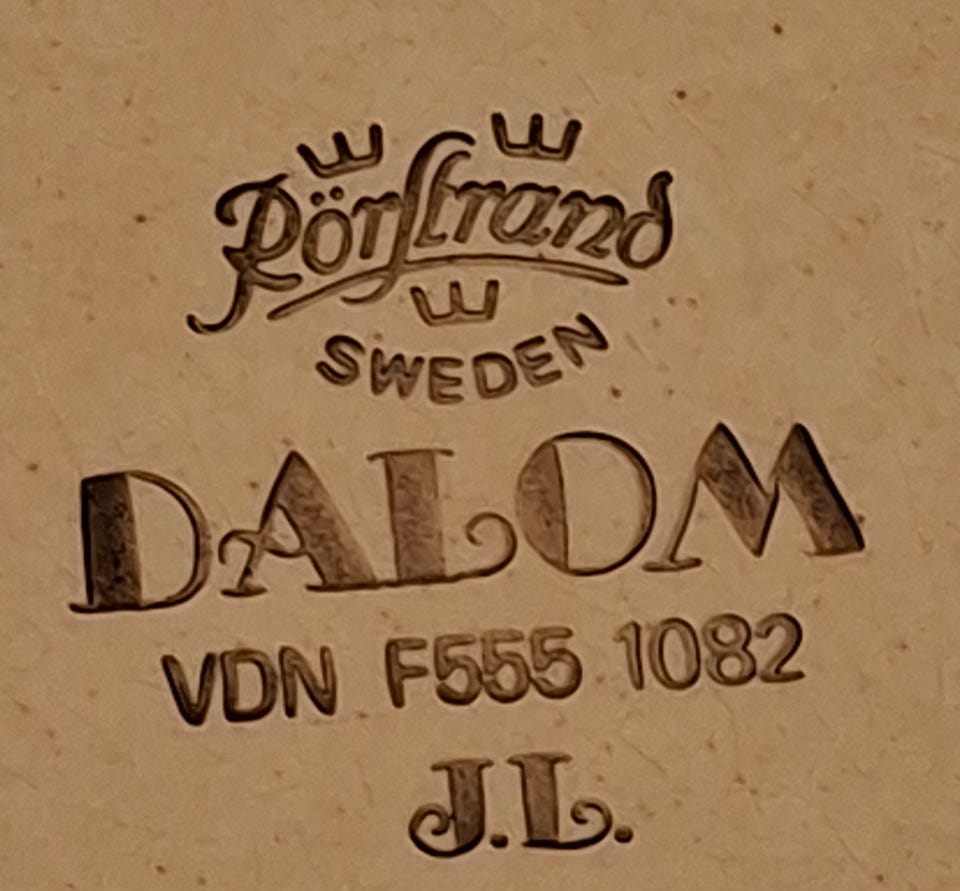 Rörstrand
SWEDEN
DALOM
VDN F555 1082
J.L.